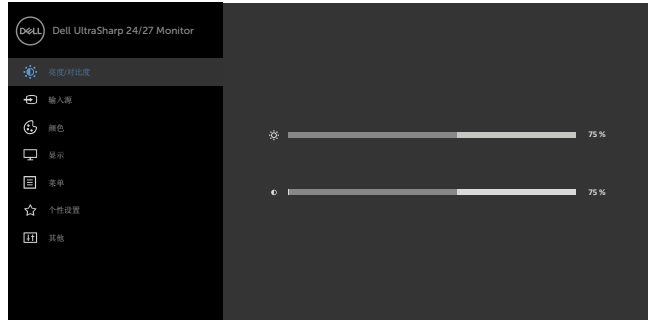 DELL
Dell UltraSharp 24/27 Monitor
亮度/对比度
输入源
颜色
显示
菜单
个性设置
其他
75%
75%